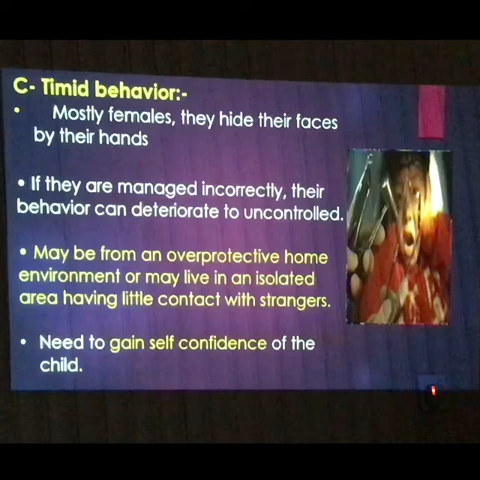 C- Timid behavior:-
• Mostly females, they hide their faces
by their hands
• If they are managed incorrectly, their
behavior can deteriorate to uncontrolled.
• May be from an overprotective home
environment or may live in an isolated
area having little contact with strangers.
• Need to gain self confidence of the
child.